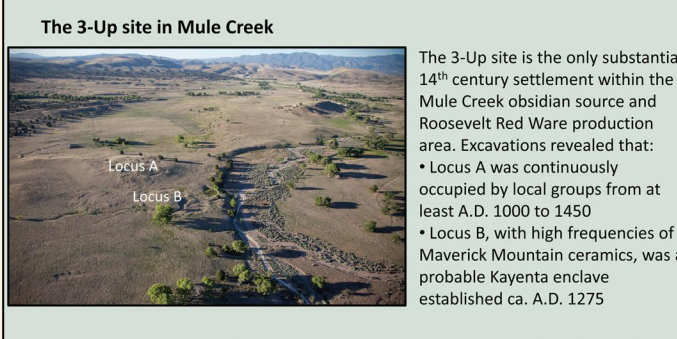 The 3-Up site in Mule Creek
Locus A
Locus B
The 3-Up site is the only
14th century settlement within the
Mule Creek obsidian source and
Roosevelt Red Ware production
area. Excavations revealed that:
• Locus A was continuously
occupied by local groups from at
least A.D. 1000 to 1450
• Locus B, with high frequencies of
Maverick Mountain ceramics, was a
probable Kayenta enclave
established ca. A.D. 1275